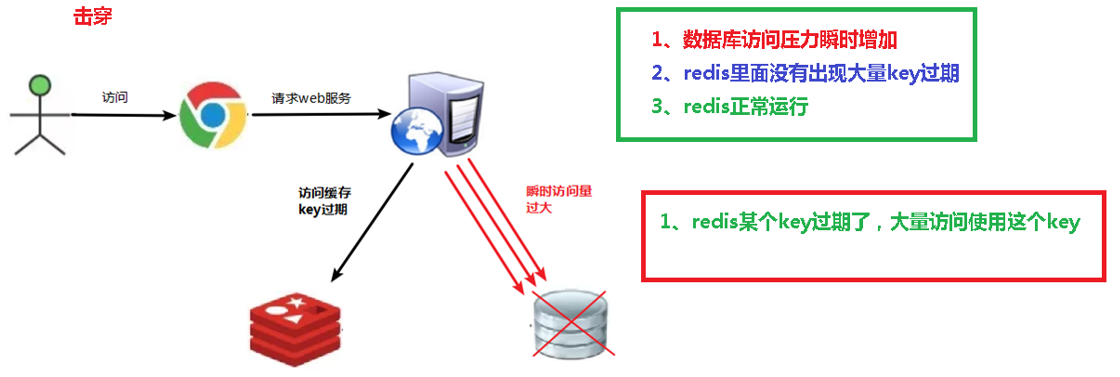 击穿
访问
请求web服务
访问缓存
key过期
瞬时访问量
过大
1、数据库访问压力瞬时增加
2、redis里面没有出现大量key过期
3、redis正常运行
1、redis某个key过期了，大量访问使用这个key